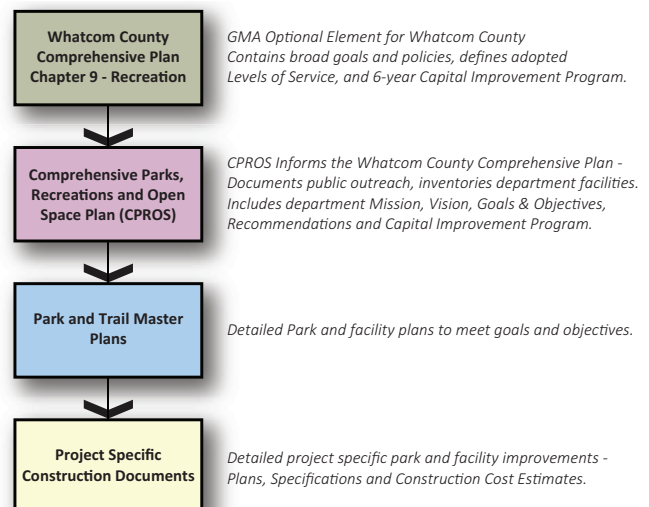 Whatcom County
Comprehensive Plan
Chapter 9 - Recreation
GMA Optional Element for Whatcom County
Contains broad goals and policies, defines adopted
Levels of Service, and 6-year Capital Improvement Program.
Comprehensive Parks,
Recreations and Open
Space Plan (CPROS)
CPROS Informs the Whatcom County Comprehensive Plan -
Documents public outreach, inventories department facilities.
Includes department Mission, Vision, Goals & Objectives,
Recommendations and Capital Improvement Program.
Park and Trail Master
Plans
Detailed Park and facility plans to meet goals and objectives.
Project Specific
Construction Documents
Detailed project specific park and facility improvements -
Plans, Specifications and Construction Cost Estimates.